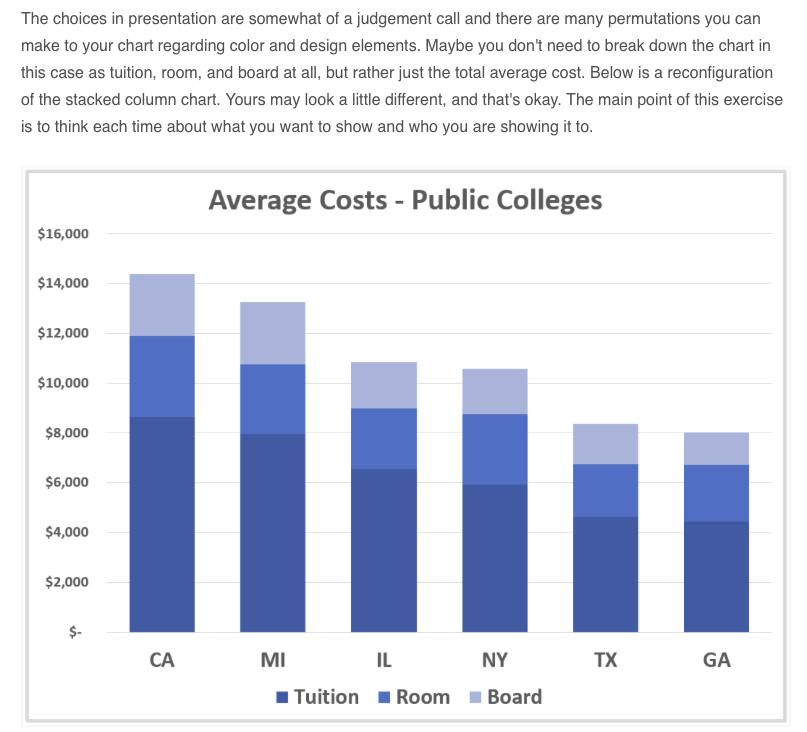 The choices in presentation are somewhat of a judgement call and there are many permutations you can
make to your chart regarding color and design elements. Maybe you don't need to break down the chart in
this case as tuition, room, and board at all, but rather just the total average cost. Below is a reconfiguration
of the stacked column chart. Yours may look a little different, and that's okay. The main point of this exercise
is to think each time about what you want to show and who you are showing it to.
Average Costs - Public Colleges
$16,000
$14,000
$12,000
$10,000
$8,000
$6,000
$4,000
$2,000
$-
CA MI IL NY TX GA
Tuition Room Board